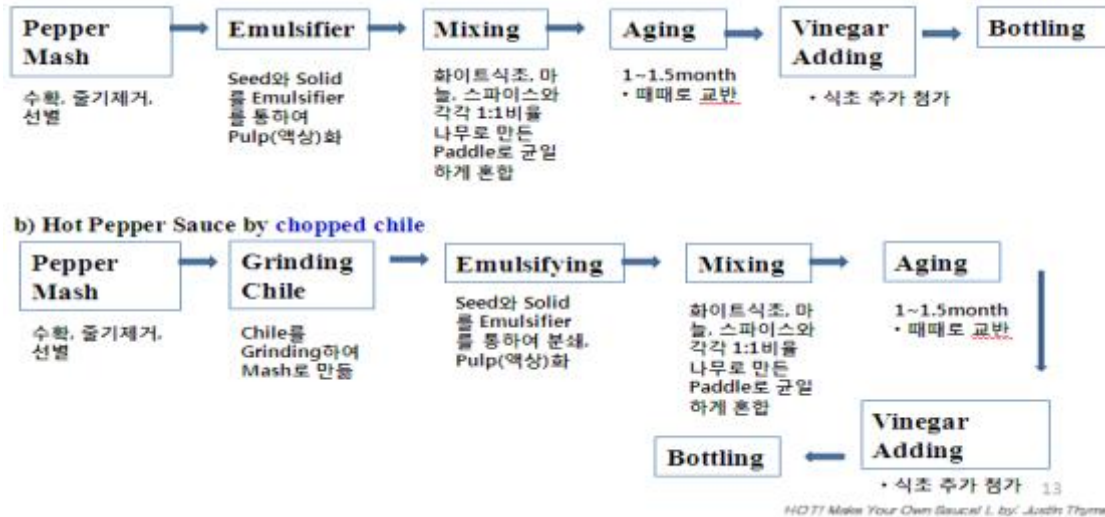 Pepper
Mash
Emulsifier
Mixing
Aging
Vinegar
Adding
Bottling
수확, 줄기제거,
선별
Seed와 Solid
를 Emulsifier
를 통하여
Pulp(액상)화
화이트식초, 마
늘, 스파이스와
각각 1:1비율
나무로 만든
Paddle로 균일
하게 혼합
1~1.5month
• 때때로 교반
• 식초 추가 첨가
b) Hot Pepper Sauce by chopped chile
Pepper
Mash
Grinding
Chile
Emulsifying
Mixing
Aging
수확, 줄기제거,
선별
Chile를
Grinding하여
Mash로 만듦
Seed와 Solid
를 Emulsifier
를 통하여 분쇄,
Pulp(액상)화
화이트식초, 마
늘, 스파이스와
각각 1:1비율
나무로 만든
Paddle로 균일
하게 혼합
1~1.5month
• 때때로 교반
Vinegar
Adding
Bottling
• 식초 추가 첨가
13
HOT! Make Your Own Sauce! L by: Justin Thyme